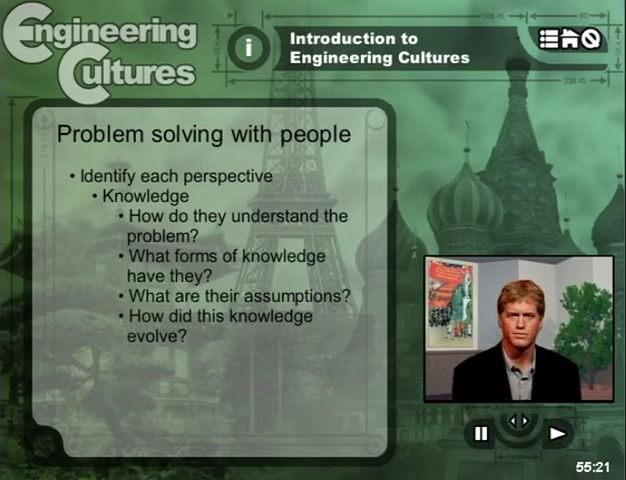 Engineering
Cultures
i
Introduction to
Engineering Cultures
Problem solving with people
• Identify each perspective
• Knowledge
• How do they understand the
problem?
• What forms of knowledge
have they?
• What are their assumptions?
• How did this knowledge
evolve?
55:21